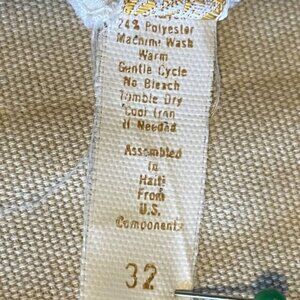 24% Polyester
Machine Wash
Warm
Gentle Cycle
No Bleach
Tumble Dry
Cool Iron
If Needed
Assembled
In
Haiti
From
U.S.
Components
32